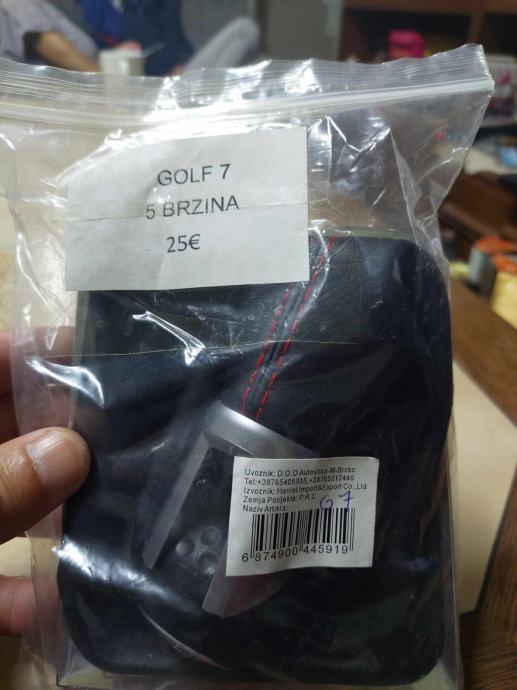 GOLF 7
5 BRZINA
25€
Uvoznik: D.O.O Autoshop-M-Brcko
Tel:+38765405935,+38765517446
Izvoznik: Hanlei Import&Export Co.,Ltd
Zemja Porijekla: P.R.C
Naziv Artikla: G7
6 874900 445919